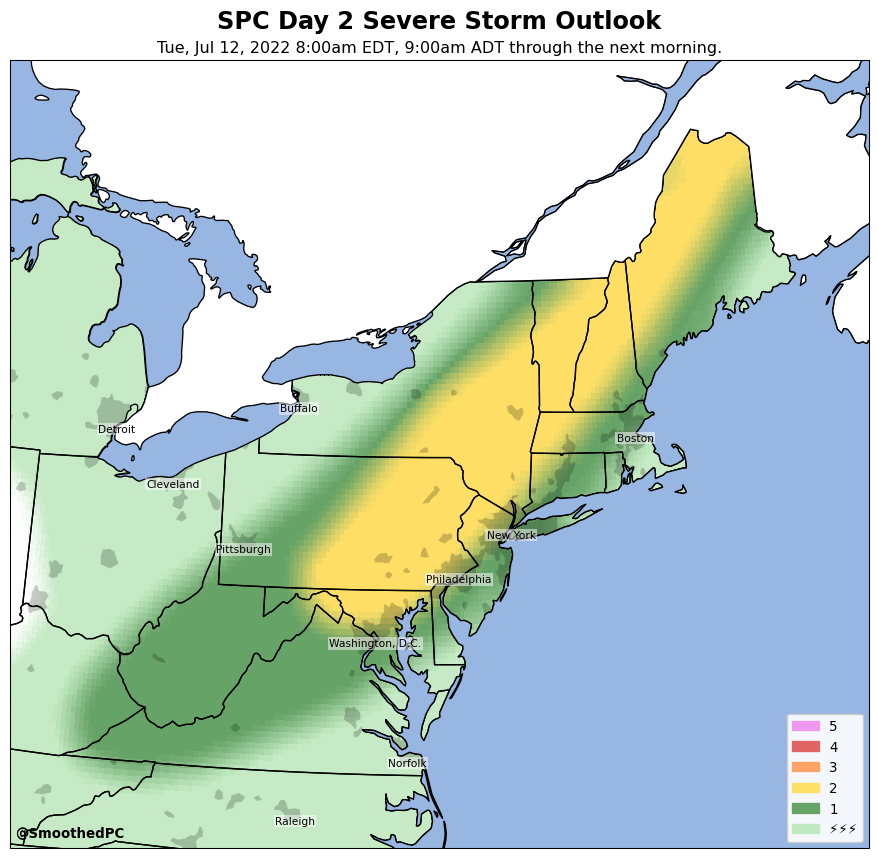 SPC Day 2 Severe Storm Outlook
Tue, Jul 12, 2022 8:00am EDT, 9:00am ADT through the next morning.
Buffalo
Detroit
Boston
Cleveland
New York
Pittsburgh
Philadelphia
Washington, D.C.
Norfolk
Raleigh
5
4
3
2
1
⚡⚡⚡
@SmoothedPC